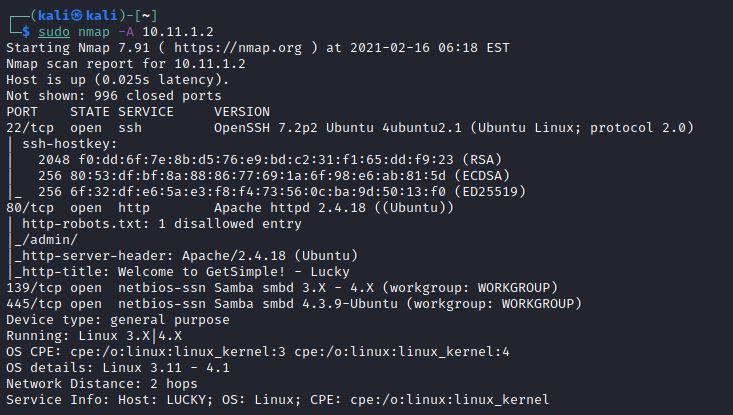 ┌──(kali㉿kali)-[~]
└─$ sudo nmap -A 10.11.1.2
Starting Nmap 7.91 ( https://nmap.org ) at 2021-02-16 06:18 EST
Nmap scan report for 10.11.1.2
Host is up (0.025s latency).
Not shown: 996 closed ports
PORT    STATE SERVICE     VERSION
22/tcp  open  ssh         OpenSSH 7.2p2 Ubuntu 4ubuntu2.1 (Ubuntu Linux; protocol 2.0)
| ssh-hostkey:
|   2048 f0:dd:6f:7e:8b:d5:76:e9:bd:c2:31:f1:65:dd:f9:23 (RSA)
|   256 80:53:df:bf:8a:88:86:77:69:1a:6f:98:e6:ab:81:5d (ECDSA)
|_  256 6f:32:df:e6:5a:e3:f8:f4:73:56:0c:ba:9d:50:13:f0 (ED25519)
80/tcp  open  http        Apache httpd 2.4.18 ((Ubuntu))
| http-robots.txt: 1 disallowed entry
|_/admin/
|_http-server-header: Apache/2.4.18 (Ubuntu)
|_http-title: Welcome to GetSimple! - Lucky
139/tcp open  netbios-ssn Samba smbd 3.X - 4.X (workgroup: WORKGROUP)
445/tcp open  netbios-ssn Samba smbd 4.3.9-Ubuntu (workgroup: WORKGROUP)
Device type: general purpose
Running: Linux 3.X|4.X
OS CPE: cpe:/o:linux:linux_kernel:3 cpe:/o:linux:linux_kernel:4
OS details: Linux 3.11 - 4.1
Network Distance: 2 hops
Service Info: Host: LUCKY; OS: Linux; CPE: cpe:/o:linux:linux_kernel